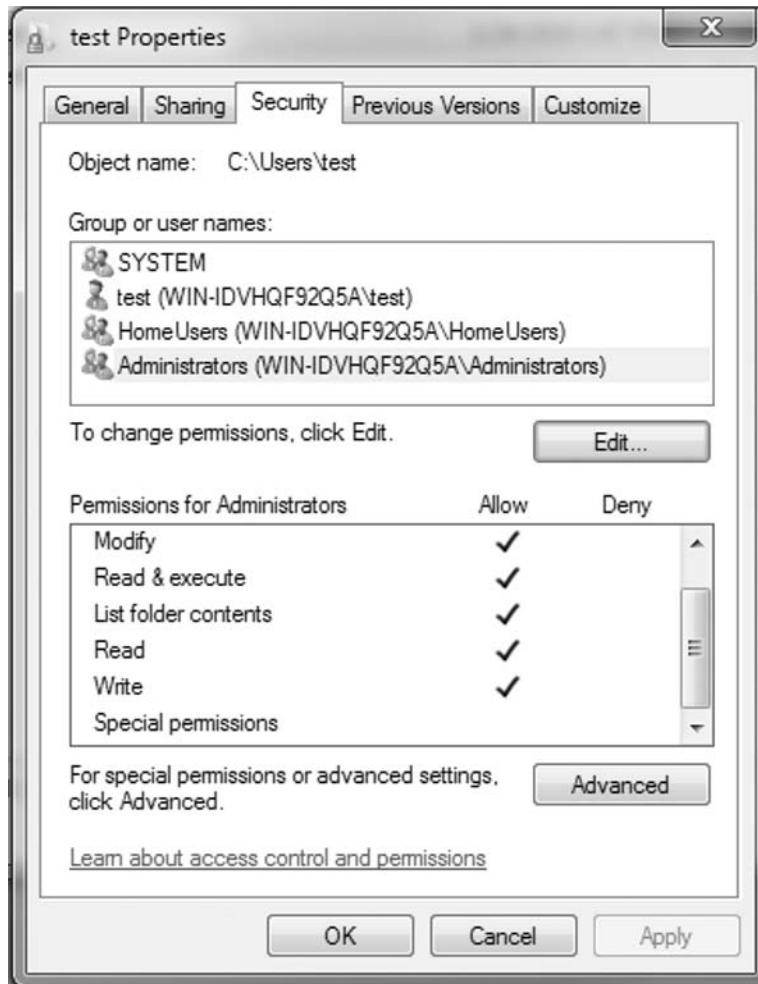 test Properties
General Sharing Security Previous Versions Customize
Object name: C:\Users\test
Group or user names:
SYSTEM
test (WIN-IDVHQF92Q5A\test)
HomeUsers (WIN-IDVHQF92Q5A\HomeUsers)
Administrators (WIN-IDVHQF92Q5A\Administrators)
To change permissions, click Edit. Edit...
Permissions for Administrators Allow Deny
Modify
Read & execute
List folder contents
Read
Write
Special permissions
For special permissions or advanced settings,
click Advanced. Advanced
Learn about access control and permissions
OK Cancel Apply